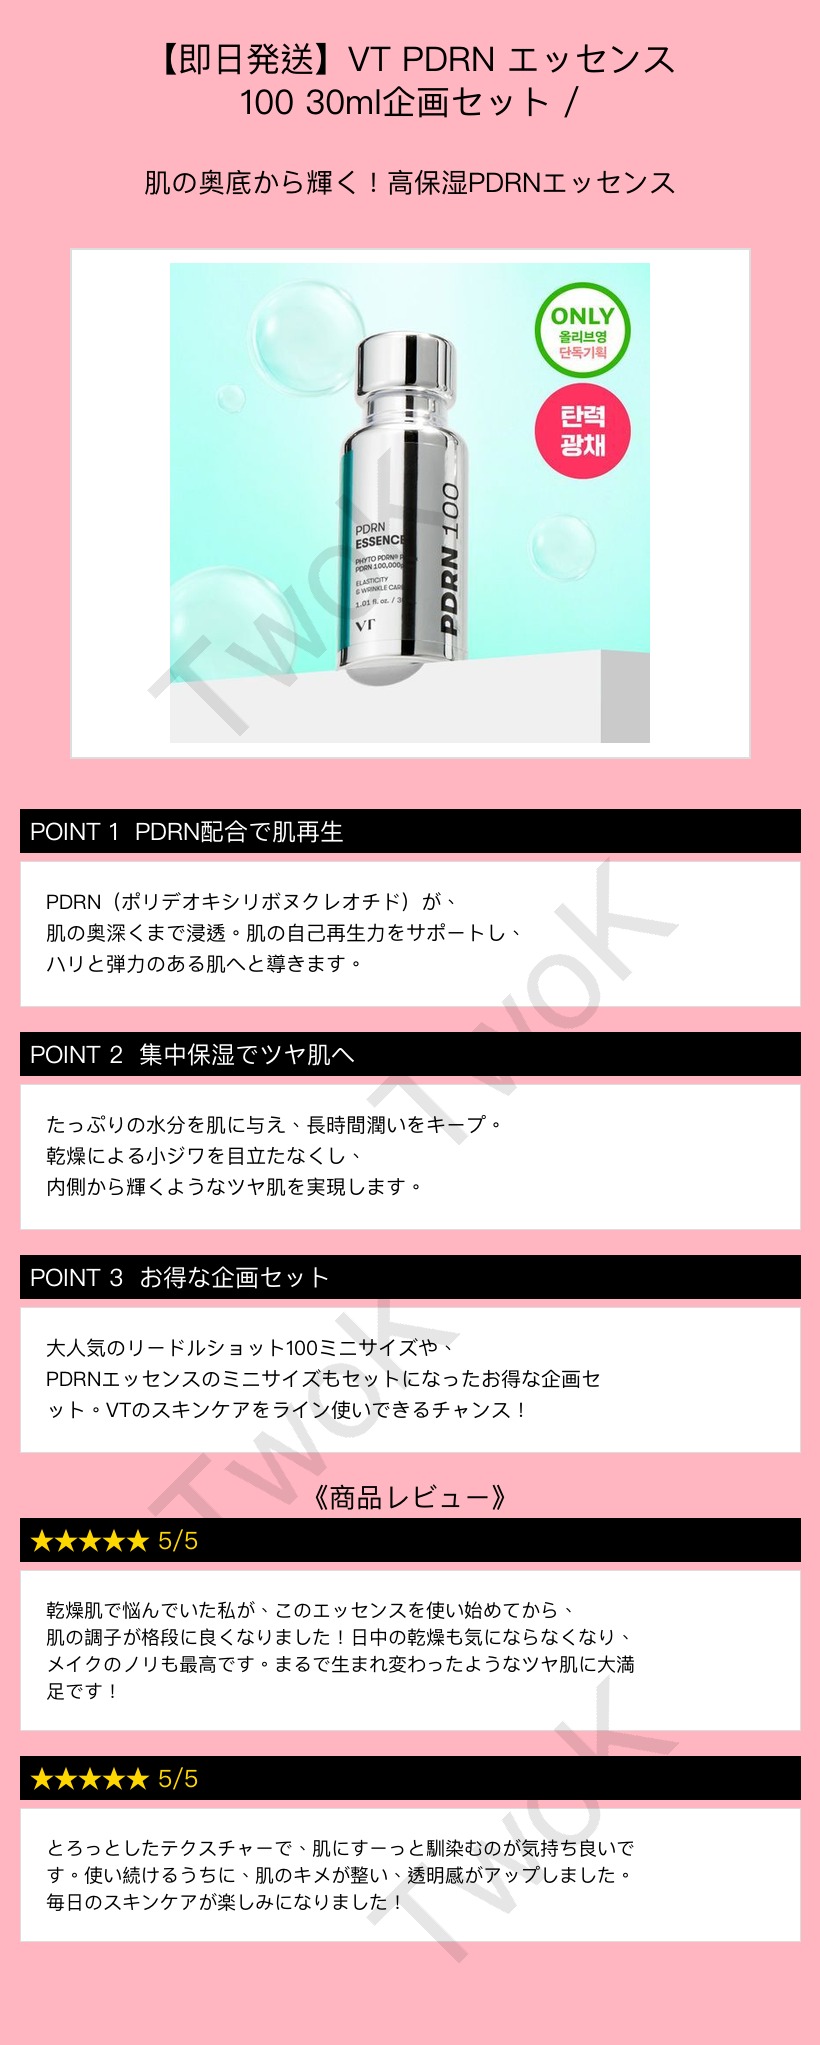 【即日発送】VT PDRN エッセンス
100 30ml企画セット /
肌の奥底から輝く！高保湿PDRNエッセンス
ONLY
올리브영
단독기획
탄력
광채
PDRN
ESSENCE
PHYTO PDRN®
PDRN 100,000
ELASTICITY
& WRINKLE CARE
1.01 fl. oz. / 3
VT
PDRN 100
TwoK
POINT 1 PDRN配合で肌再生
PDRN（ポリデオキシリボヌクレオチド）が、
肌の奥深くまで浸透。肌の自己再生力をサポートし、
ハリと弾力のある肌へと導きます。
TwoK
POINT 2 集中保湿でツヤ肌へ
たっぷりの水分を肌に与え、長時間潤いをキープ。
乾燥による小ジワを目立たなくし、
内側から輝くようなツヤ肌を実現します。
POINT 3 お得な企画セット
大人気のリードルショット100ミニサイズや、
PDRNエッセンスのミニサイズもセットになったお得な企画セ
ット。VTのスキンケアをライン使いできるチャンス！
TwoK
《商品レビュー》
★★★★★ 5/5
乾燥肌で悩んでいた私が、このエッセンスを使い始めてから、
肌の調子が格段に良くなりました！日中の乾燥も気にならなくなり、
メイクのノリも最高です。まるで生まれ変わったようなツヤ肌に大満
足です！
★★★★★ 5/5
とろっとしたテクスチャーで、肌にすーっと馴染むのが気持ち良いで
す。使い続けるうちに、肌のキメが整い、透明感がアップしました。
毎日のスキンケアが楽しみになりました！
TwoK